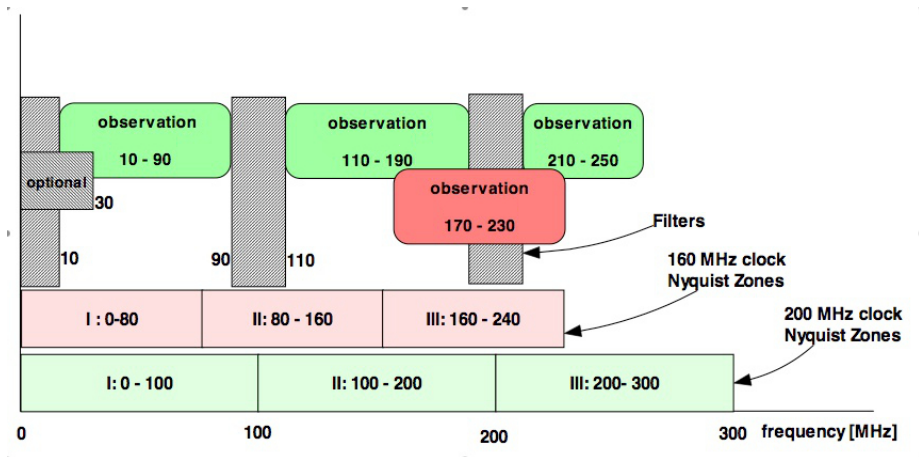 observation
10 - 90
observation
110 - 190
observation
210 - 250
optional
30
observation
170 - 230
Filters
10
90
110
160 MHz clock
Nyquist Zones
I : 0-80
II: 80 - 160
III: 160 - 240
200 MHz clock
Nyquist Zones
I: 0 - 100
II: 100 - 200
III: 200- 300
0
100
200
300
frequency [MHz]